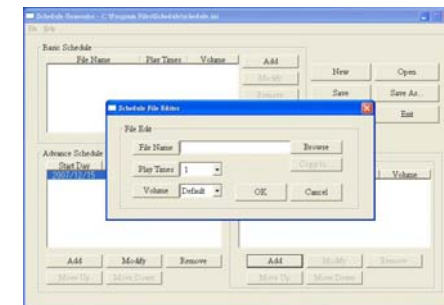 Schedule Generator - C:\Program Files\Schedule\schedule.ini
File Help
Basic Schedule
File Name Play Times Volume
Add
Modify
Remove
New Open
Save Save As...
Exit
Schedule File Editor
File Edit
File Name Browse
Play Times 1 Copy to...
Volume Default OK Cancel
Advance Schedule
Start Day Volume
2007/12/15
Add Modify Remove Add Modify Remove
Move Up Move Down Move Up Move Down